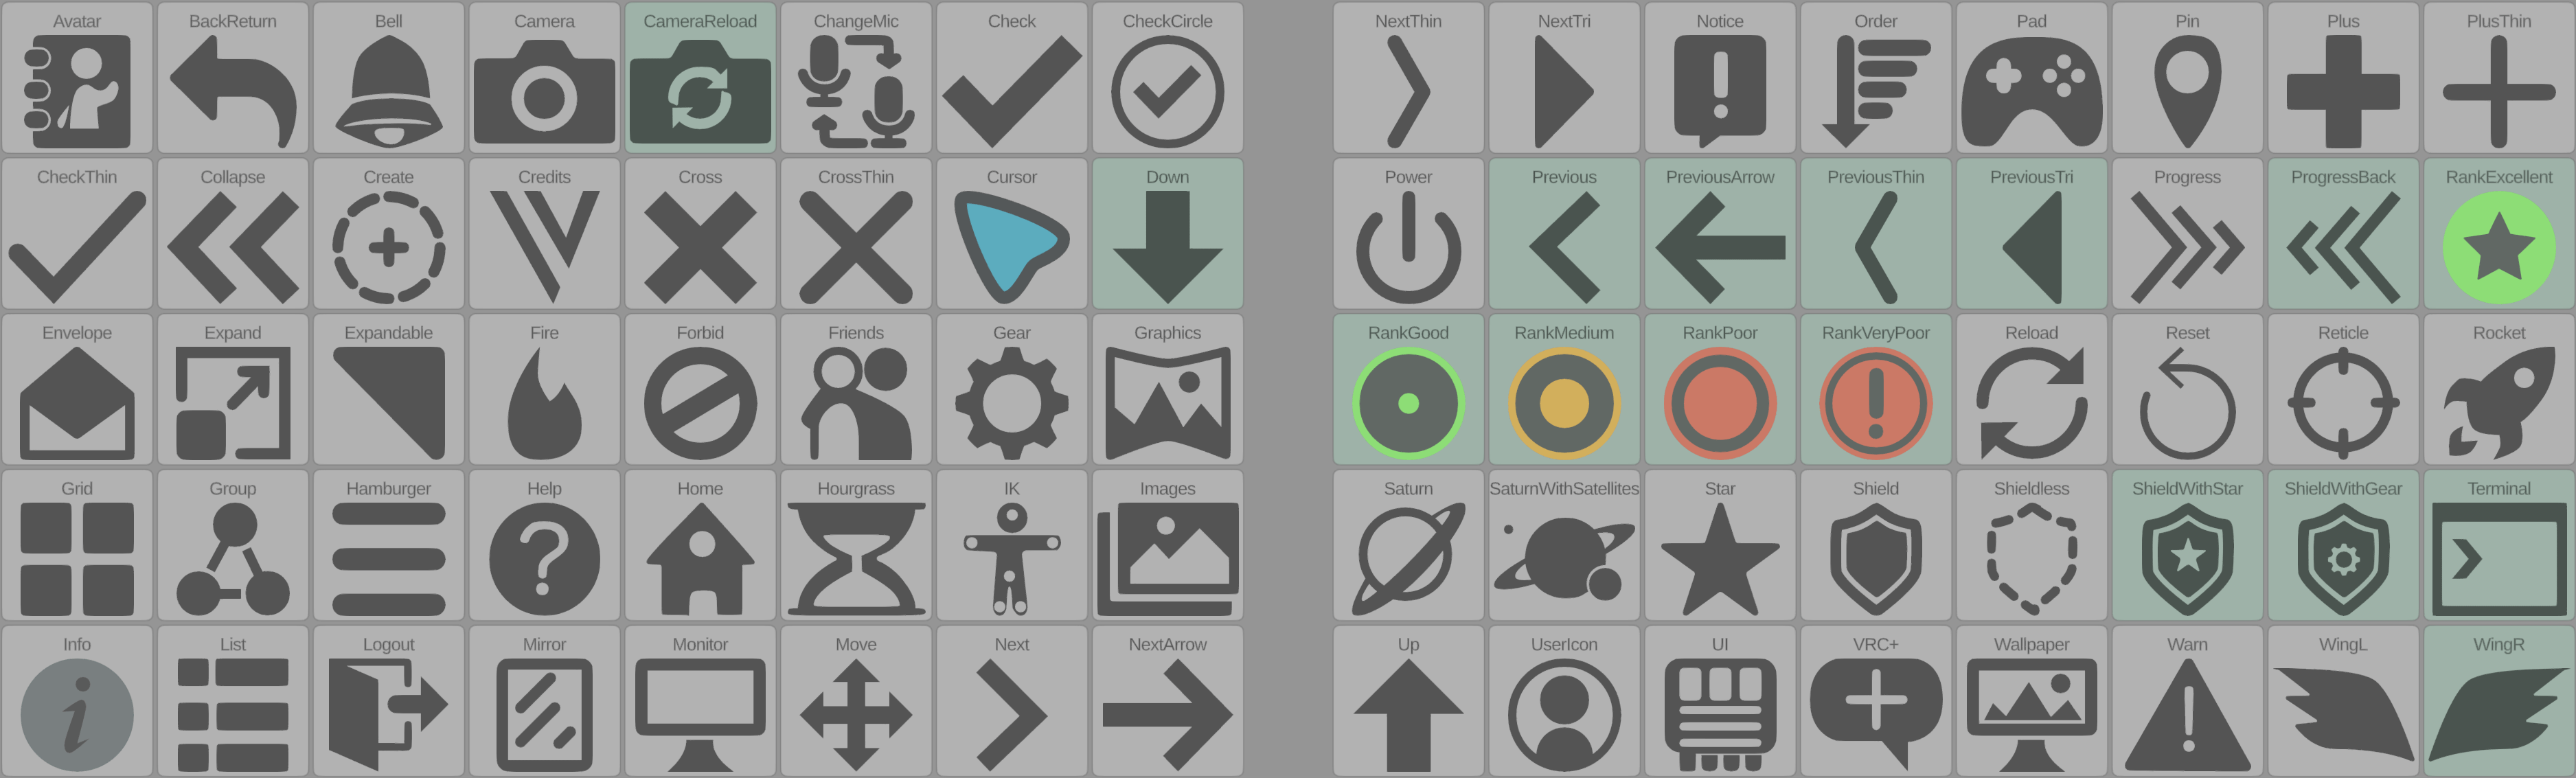 Avatar BackReturn Bell Camera CameraReload ChangeMic Check CheckCircle NextThin NextTri Notice Order Pad Pin Plus PlusThin
CheckThin Collapse Create Credits Cross CrossThin Cursor Down Power Previous PreviousArrow PreviousThin PreviousTri Progress ProgressBack RankExcellent
Envelope Expand Expandable Fire Forbid Friends Gear Graphics RankGood RankMedium RankPoor RankVeryPoor Reload Reset Reticle Rocket
Grid Group Hamburger Help Home Hourgrass IK Images Saturn SaturnWithSatellites Star Shield Shieldless ShieldWithStar ShieldWithGear Terminal
Info List Logout Mirror Monitor Move Next NextArrow Up UserIcon UI VRC+ Wallpaper Warn WingL WingR